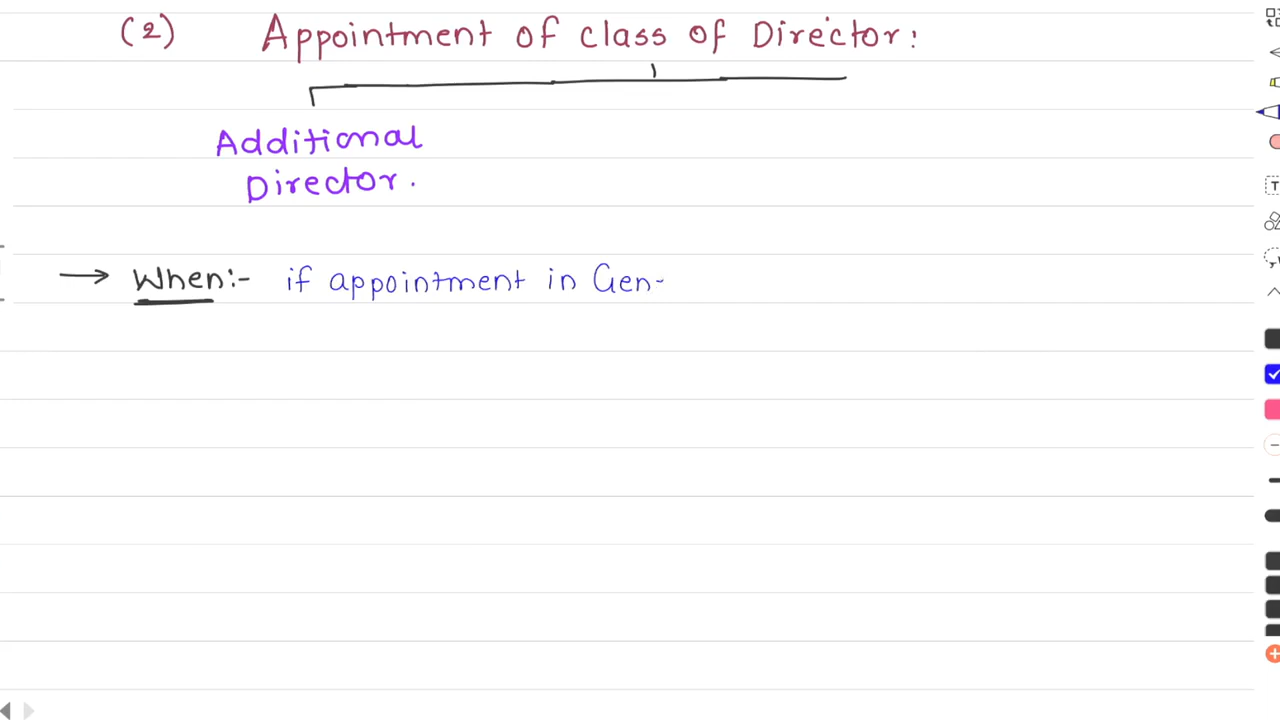 (2) Appointment of class of Director:
Additional
Director.
→ When:- if appointment in Gen-